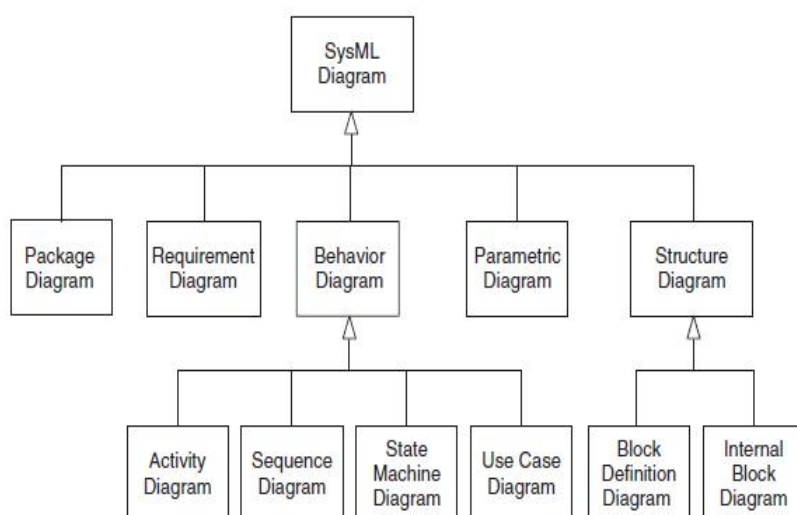 SysML
Diagram
Package
Diagram
Requirement
Diagram
Behavior
Diagram
Parametric
Diagram
Structure
Diagram
Activity
Diagram
Sequence
Diagram
State
Machine
Diagram
Use Case
Diagram
Block
Definition
Diagram
Internal
Block
Diagram